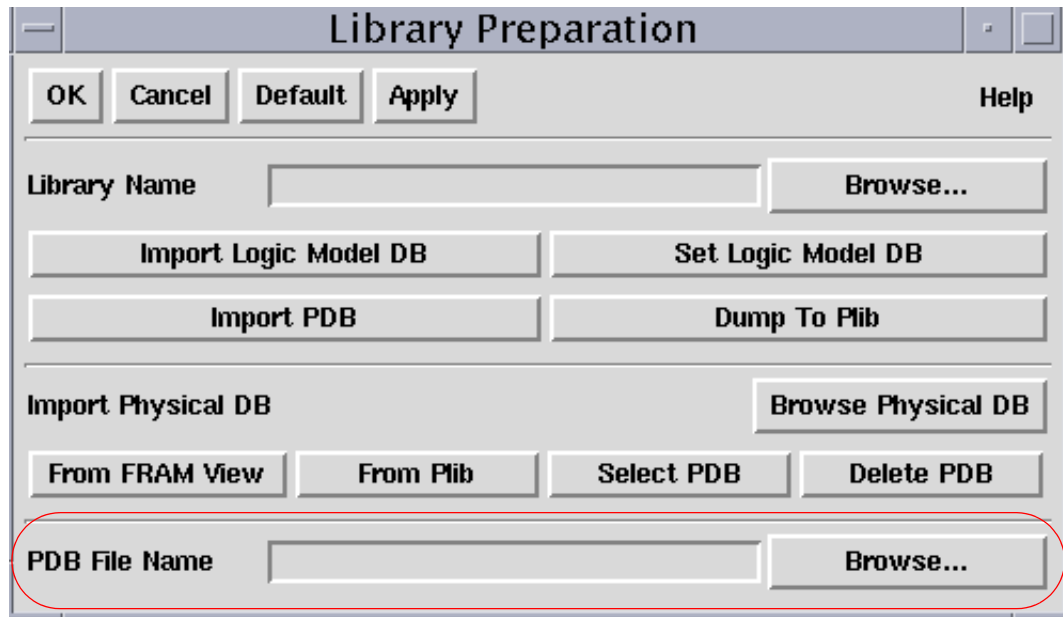 Library Preparation
OK Cancel Default Apply Help
Library Name Browse...
Import Logic Model DB Set Logic Model DB
Import PDB Dump To Plib
Import Physical DB Browse Physical DB
From FRAM View From Plib Select PDB Delete PDB
PDB File Name Browse...